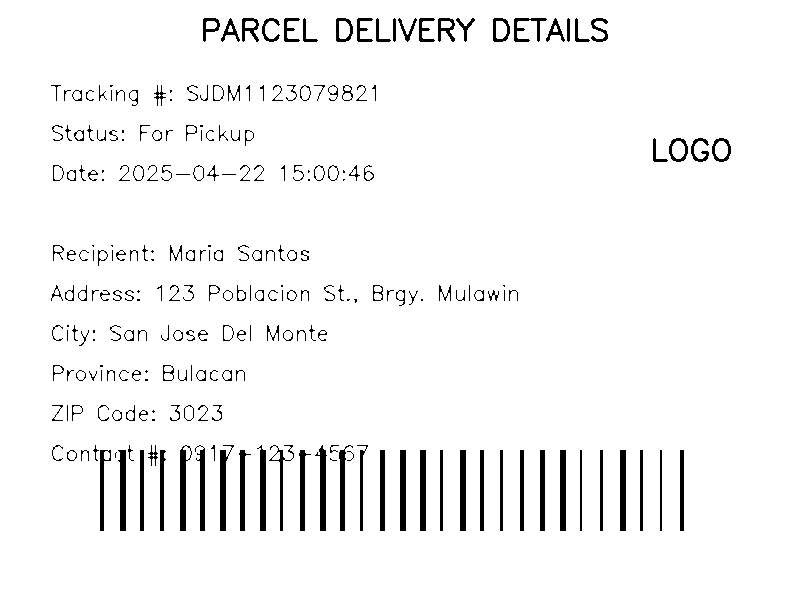 PARCEL DELIVERY DETAILS
Tracking #: SJDM1123079821
Status: For Pickup
LOGO
Date: 2025-04-22 15:00:46
Recipient: Maria Santos
Address: 123 Poblacion St., Brgy. Mulawin
City: San Jose Del Monte
Province: Bulacan
ZIP Code: 3023
Contact #: 0917-123-4567